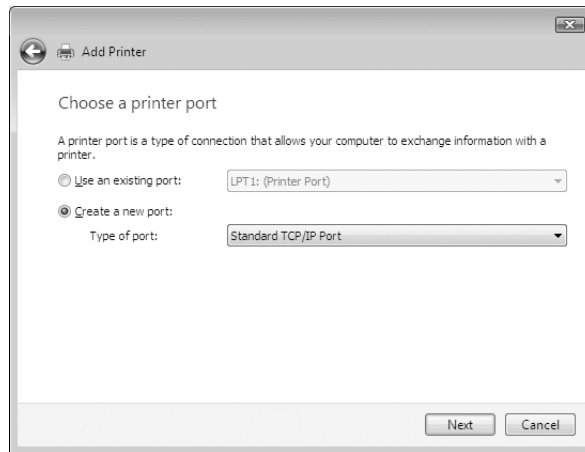 Add Printer
Choose a printer port
A printer port is a type of connection that allows your computer to exchange information with a
printer.
Use an existing port: LPT1: (Printer Port)
Create a new port:
Type of port: Standard TCP/IP Port
Next Cancel